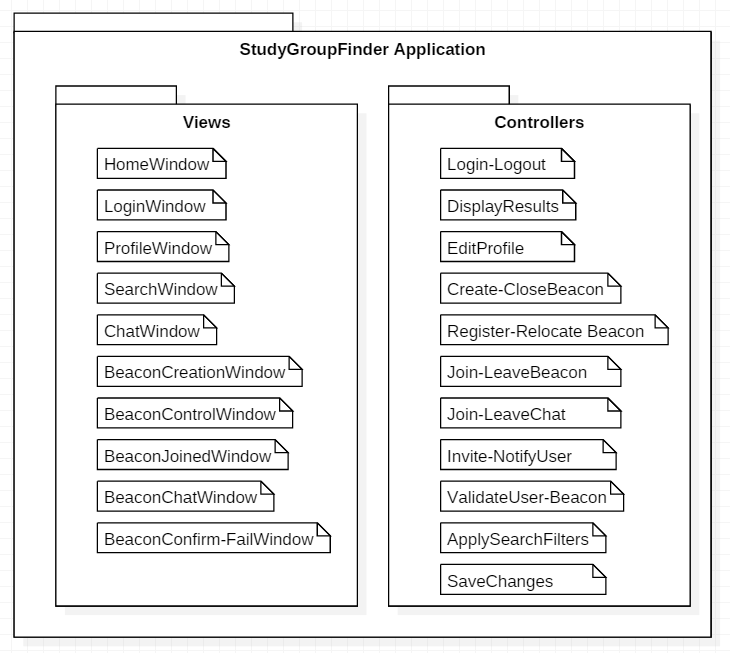 StudyGroupFinder Application
Views
HomeWindow
LoginWindow
ProfileWindow
SearchWindow
ChatWindow
BeaconCreationWindow
BeaconControlWindow
BeaconJoinedWindow
BeaconChatWindow
BeaconConfirm-FailWindow
Controllers
Login-Logout
DisplayResults
EditProfile
Create-CloseBeacon
Register-Relocate Beacon
Join-LeaveBeacon
Join-LeaveChat
Invite-NotifyUser
ValidateUser-Beacon
ApplySearchFilters
SaveChanges